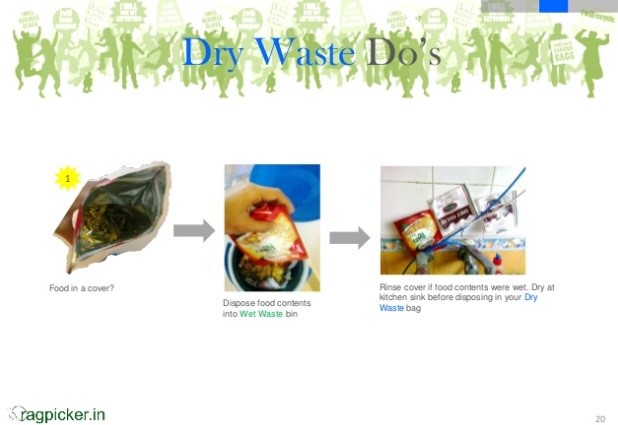 Dry Waste Do's
1
Food in a cover?
Dispose food contents
into Wet Waste bin
Rinse cover if food contents were wet. Dry at
kitchen sink before disposing in your Dry
Waste bag
ragpicker.in
20